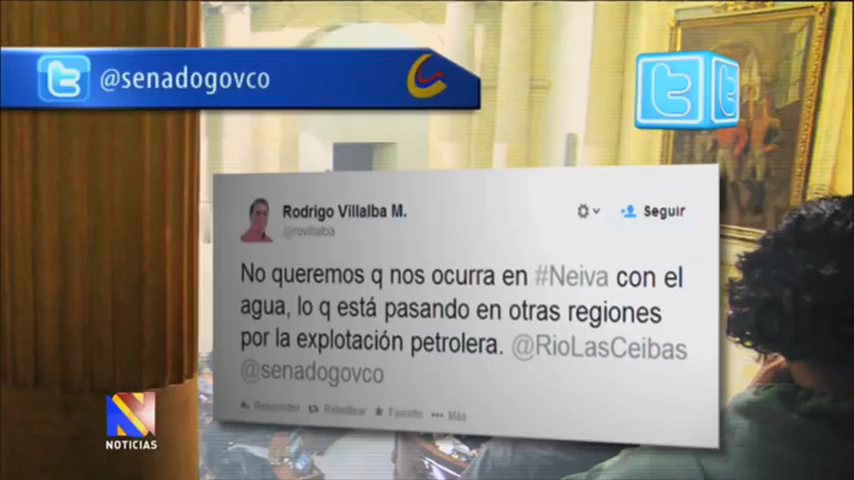 @senadogovco
Rodrigo Villalba M.
@rovillalba
Seguir
No queremos q nos ocurra en #Neiva con el
agua, lo q está pasando en otras regiones
por la explotación petrolera. @RioLasCeibas
@senadogovco
Responder Retwittear Favorito Más
NOTICIAS